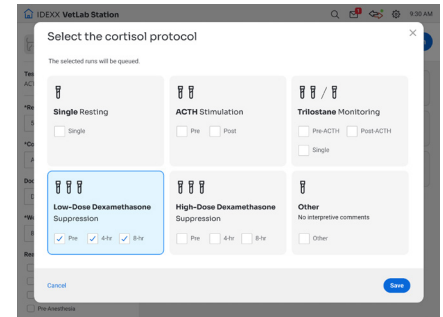 IDEXX VetLab Station
9:30 AM
Select the cortisol protocol
The selected runs will be queued.
Single Resting
Single
ACTH Stimulation
Pre Post
Trilostane Monitoring
Pre-ACTH Post-ACTH
Single
Low-Dose Dexamethasone
Suppression
Pre 4-hr 8-hr
High-Dose Dexamethasone
Suppression
Pre 4-hr 8-hr
Other
No interpretive comments
Other
Cancel
Save
Pre-Anesthesia